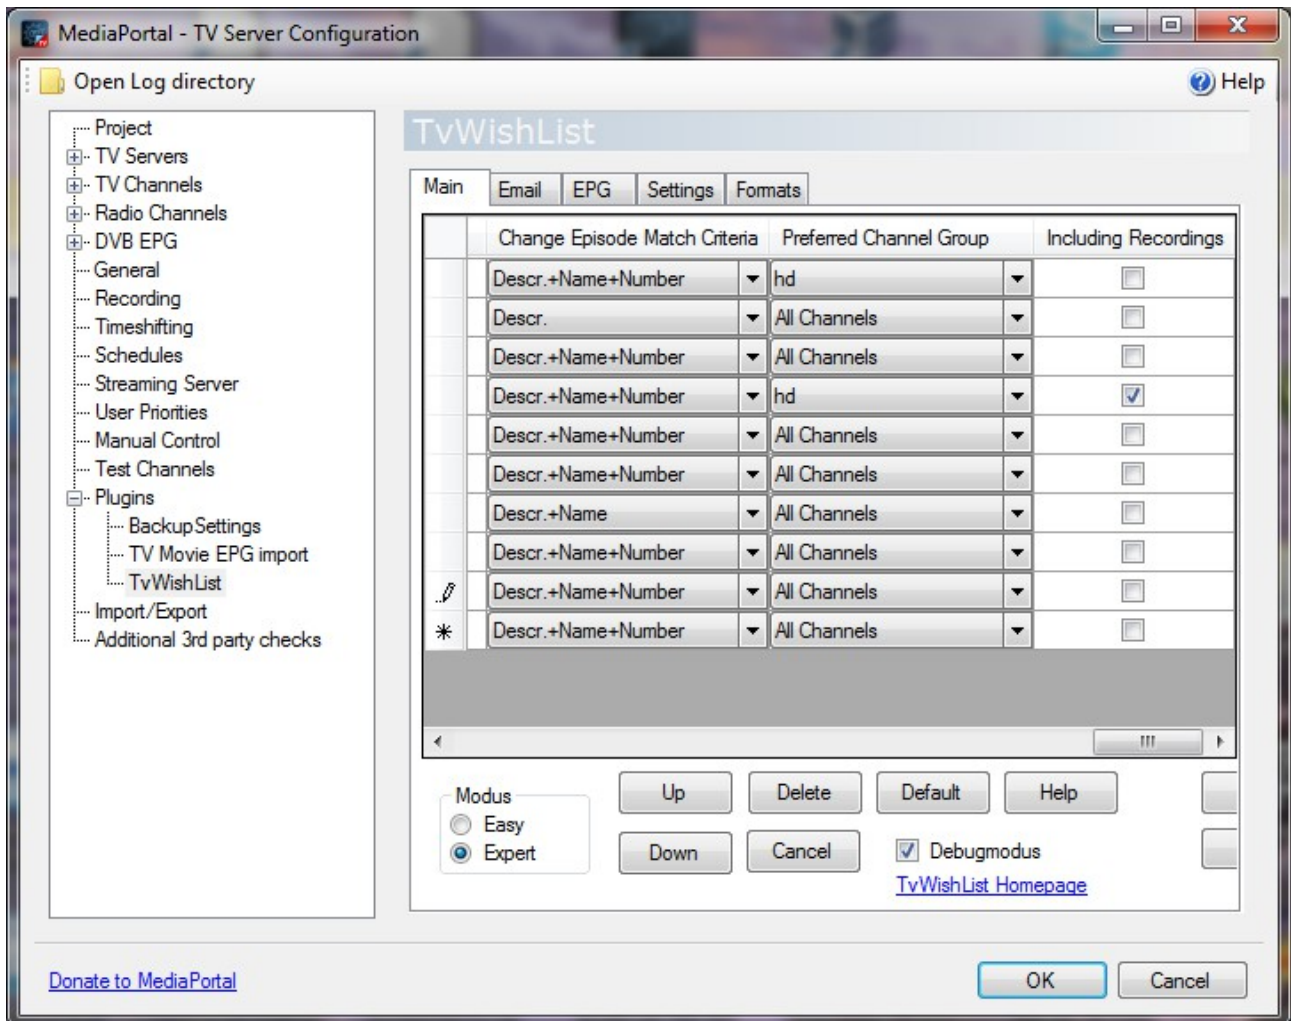 MediaPortal - TV Server Configuration
Open Log directory
Help
Project
TV Servers
TV Channels
Radio Channels
DVB EPG
General
Recording
Timeshifting
Schedules
Streaming Server
User Priorities
Manual Control
Test Channels
Plugins
BackupSettings
TV Movie EPG import
TvWishList
Import/Export
Additional 3rd party checks
TvWishList
Main Email EPG Settings Formats
Change Episode Match Criteria Preferred Channel Group Including Recordings
Descr.+Name+Number hd
Descr. All Channels
Descr.+Name+Number All Channels
Descr.+Name+Number hd
Descr.+Name+Number All Channels
Descr.+Name+Number All Channels
Descr.+Name All Channels
Descr.+Name+Number All Channels
Descr.+Name+Number All Channels
Descr.+Name+Number All Channels
Modus
Easy
Expert
Up Delete Default Help
Down Cancel Debugmodus
TvWishList Homepage
Donate to MediaPortal
OK Cancel